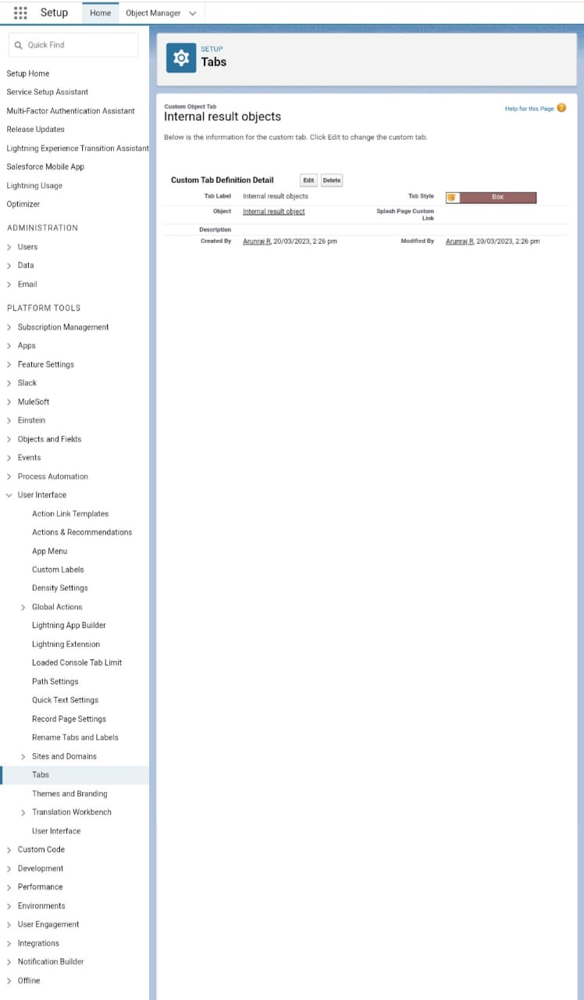 Setup
Home
Object Manager
Quick Find
Setup Home
Service Setup Assistant
Multi-Factor Authentication Assistant
Release Updates
Lightning Experience Transition Assistant
Salesforce Mobile App
Lightning Usage
Optimizer
ADMINISTRATION
Users
Data
Email
PLATFORM TOOLS
Subscription Management
Apps
Feature Settings
Slack
MuleSoft
Einstein
Objects and Fields
Events
Process Automation
User Interface
Action Link Templates
Actions & Recommendations
App Menu
Custom Labels
Density Settings
Global Actions
Lightning App Builder
Lightning Extension
Loaded Console Tab Limit
Path Settings
Quick Text Settings
Record Page Settings
Rename Tabs and Labels
Sites and Domains
Tabs
Themes and Branding
Translation Workbench
User Interface
Custom Code
Development
Performance
Environments
User Engagement
Integrations
Notification Builder
Offline
SETUP
Tabs
Custom Object Tab
Internal result objects
Help for this Page ?
Below is the information for the custom tab. Click Edit to change the custom tab.
Custom Tab Definition Detail Edit Delete
Tab Label Internal result objects Tab Style Box
Object Internal result object Splash Page Custom
Link
Description
Created By Arunraj R, 20/03/2023, 2:26 pm Modified By Arunraj R, 20/03/2023, 2:26 pm